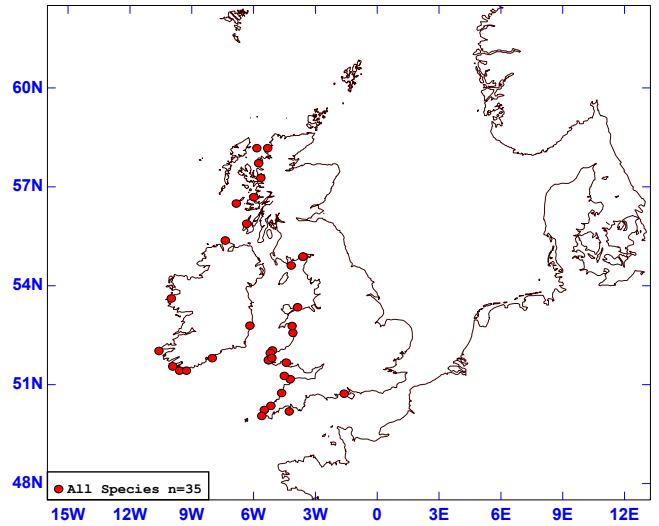 60N
57N
54N
51N
48N
All Species n=35
15W 12W 9W 6W 3W 0 3E 6E 9E 12E